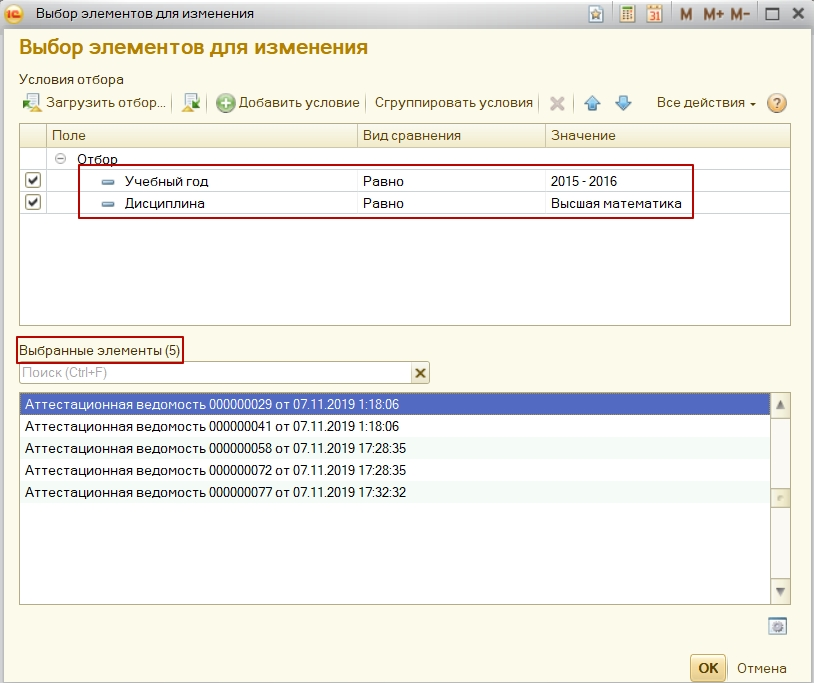 1С Выбор элементов для изменения 31 M M+ M-
Выбор элементов для изменения
Условия отбора
Загрузить отбор... Добавить условие Сгруппировать условия Все действия ?
Поле Вид сравнения Значение
Отбор
Учебный год Равно 2015 - 2016
Дисциплина Равно Высшая математика
Выбранные элементы (5)
Поиск (Ctrl+F)
Аттестационная ведомость 000000029 от 07.11.2019 1:18:06
Аттестационная ведомость 000000041 от 07.11.2019 1:18:06
Аттестационная ведомость 000000058 от 07.11.2019 17:28:35
Аттестационная ведомость 000000072 от 07.11.2019 17:28:35
Аттестационная ведомость 000000077 от 07.11.2019 17:32:32
ОК Отмена